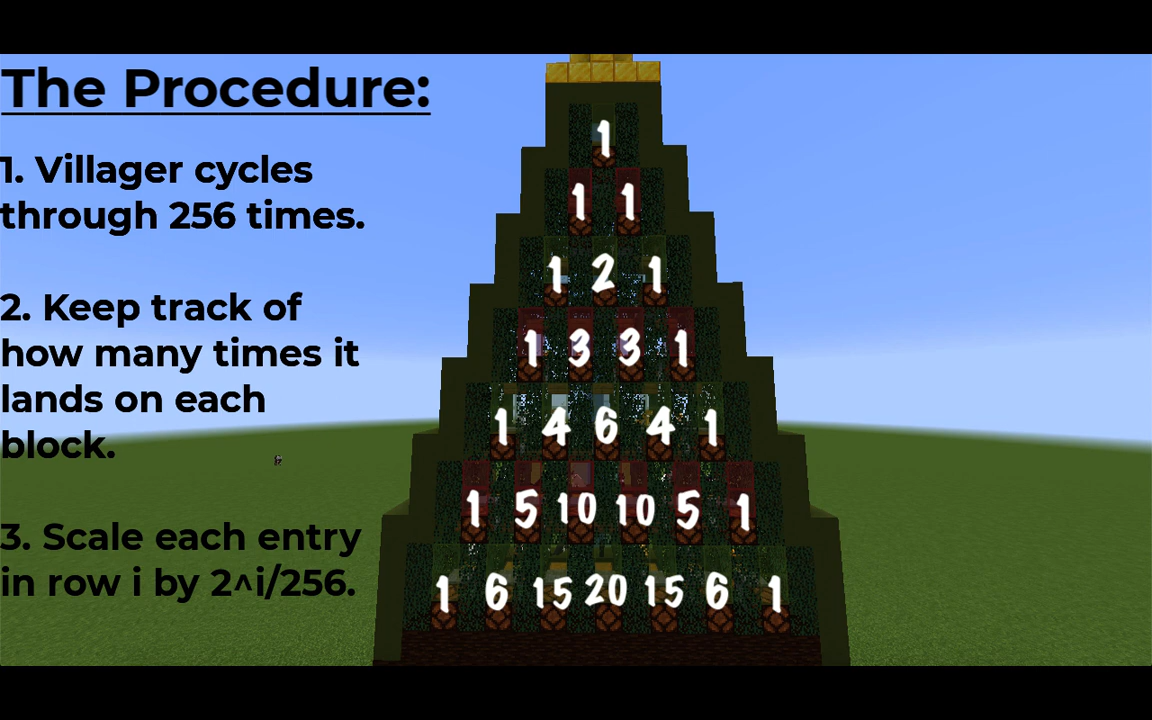 The Procedure:
1. Villager cycles
through 256 times.
2. Keep track of
how many times it
lands on each
block.
3. Scale each entry
in row i by 2^i/256.
1
1 1
1 2 1
1 3 3 1
1 4 6 4 1
1 5 10 10 5 1
1 6 15 20 15 6 1